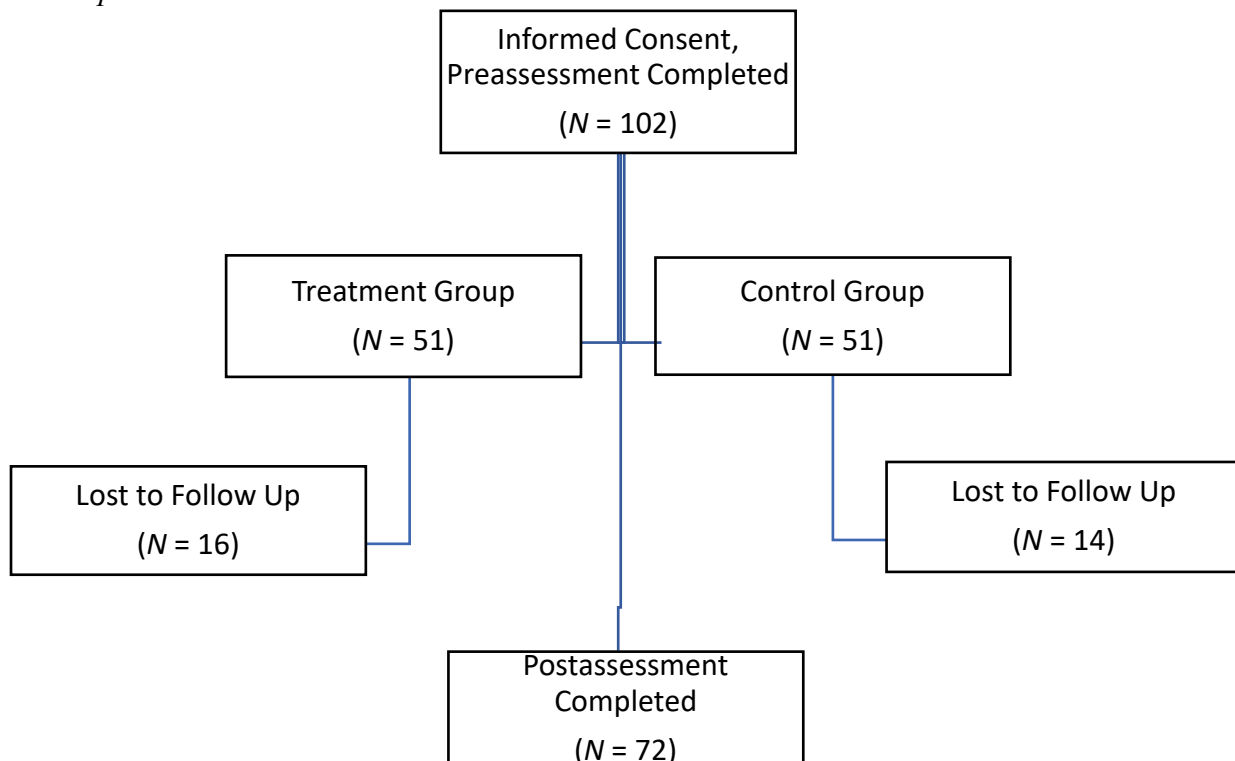 Informed Consent,
Preassessment Completed
(N = 102)
Treatment Group
(N = 51)
Control Group
(N = 51)
Lost to Follow Up
(N = 16)
Lost to Follow Up
(N = 14)
Postassessment
Completed
(N = 72)